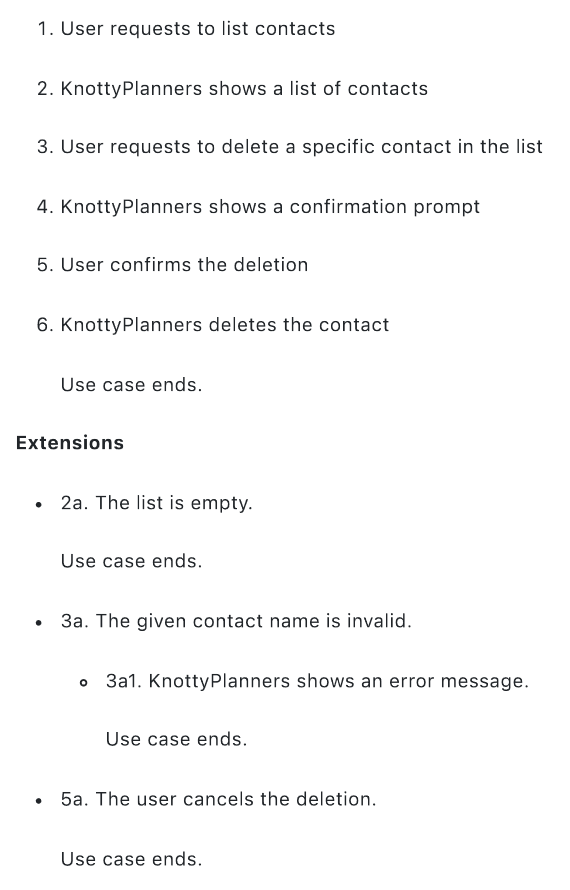 1. User requests to list contacts
2. KnottyPlanners shows a list of contacts
3. User requests to delete a specific contact in the list
4. KnottyPlanners shows a confirmation prompt
5. User confirms the deletion
6. KnottyPlanners deletes the contact
Use case ends.
Extensions
• 2a. The list is empty.
Use case ends.
• 3a. The given contact name is invalid.
◦ 3a1. KnottyPlanners shows an error message.
Use case ends.
• 5a. The user cancels the deletion.
Use case ends.